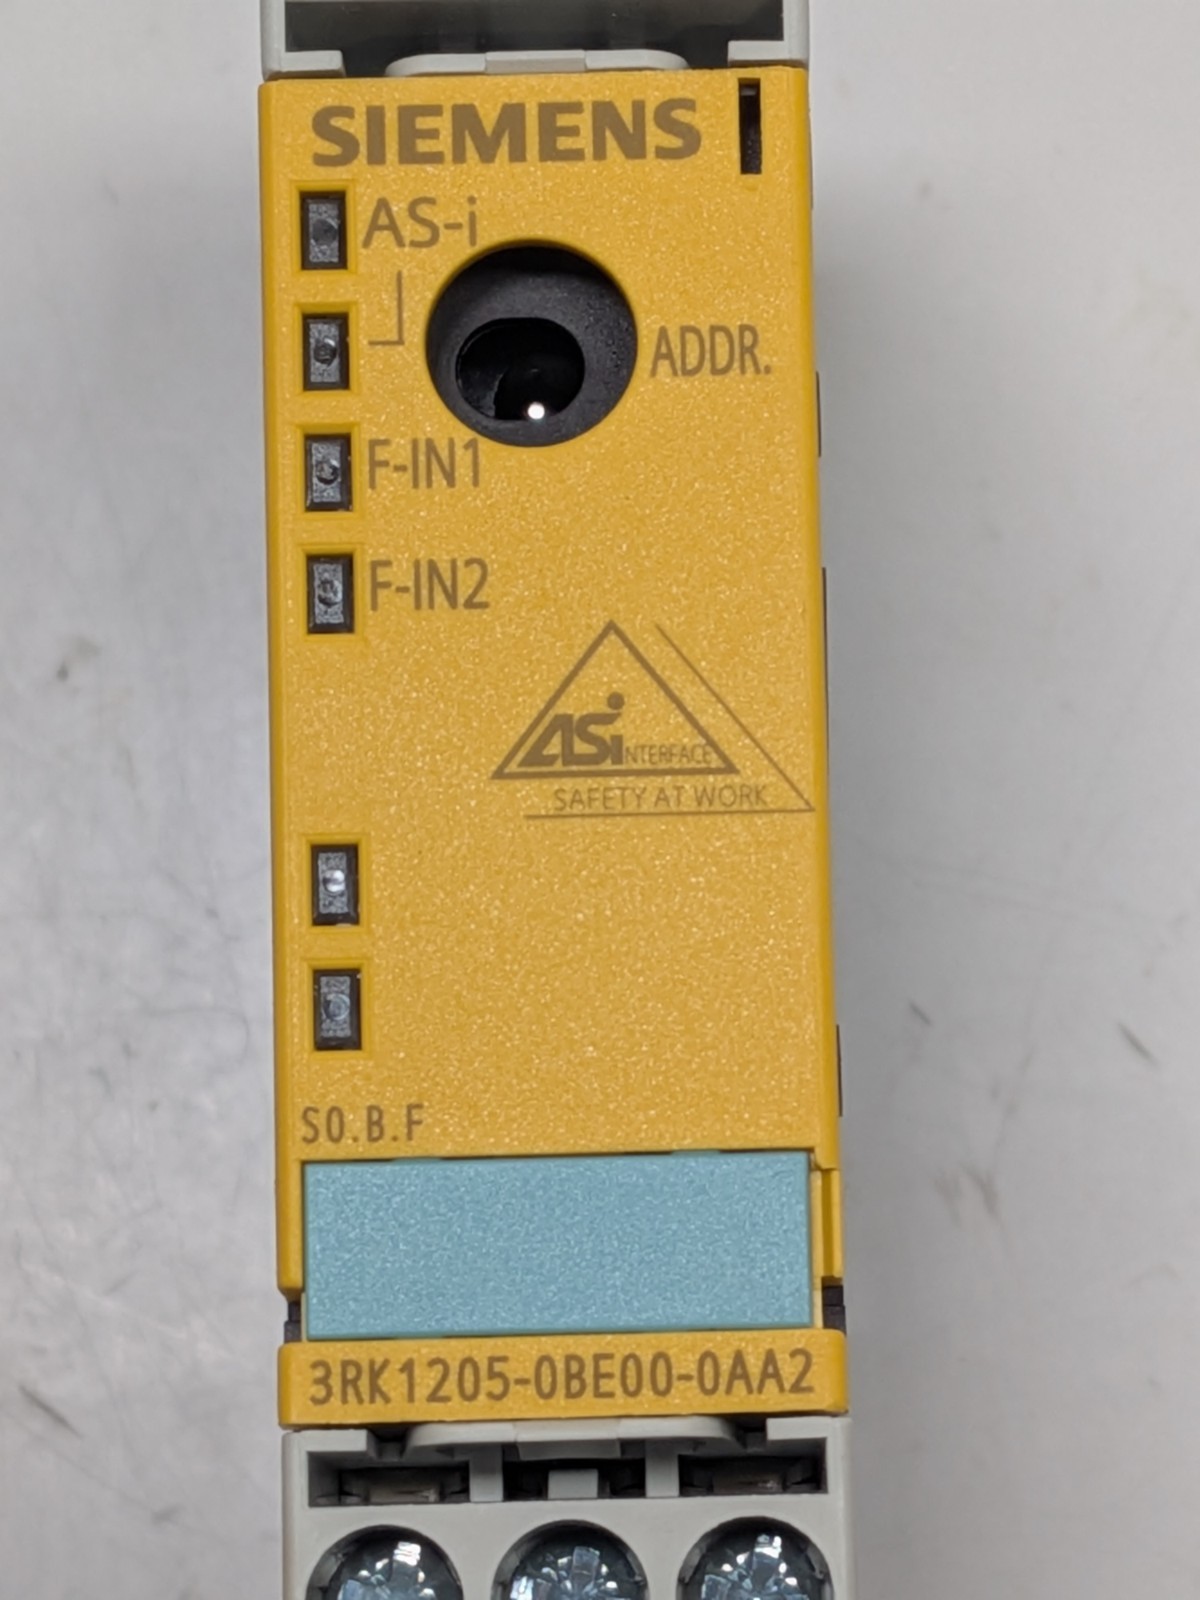 SIEMENS
AS-i
ADDR.
F-IN1
F-IN2
ASi
INTERFACE
SAFETY AT WORK
S0.B.F
3RK1205-0BE00-0AA2